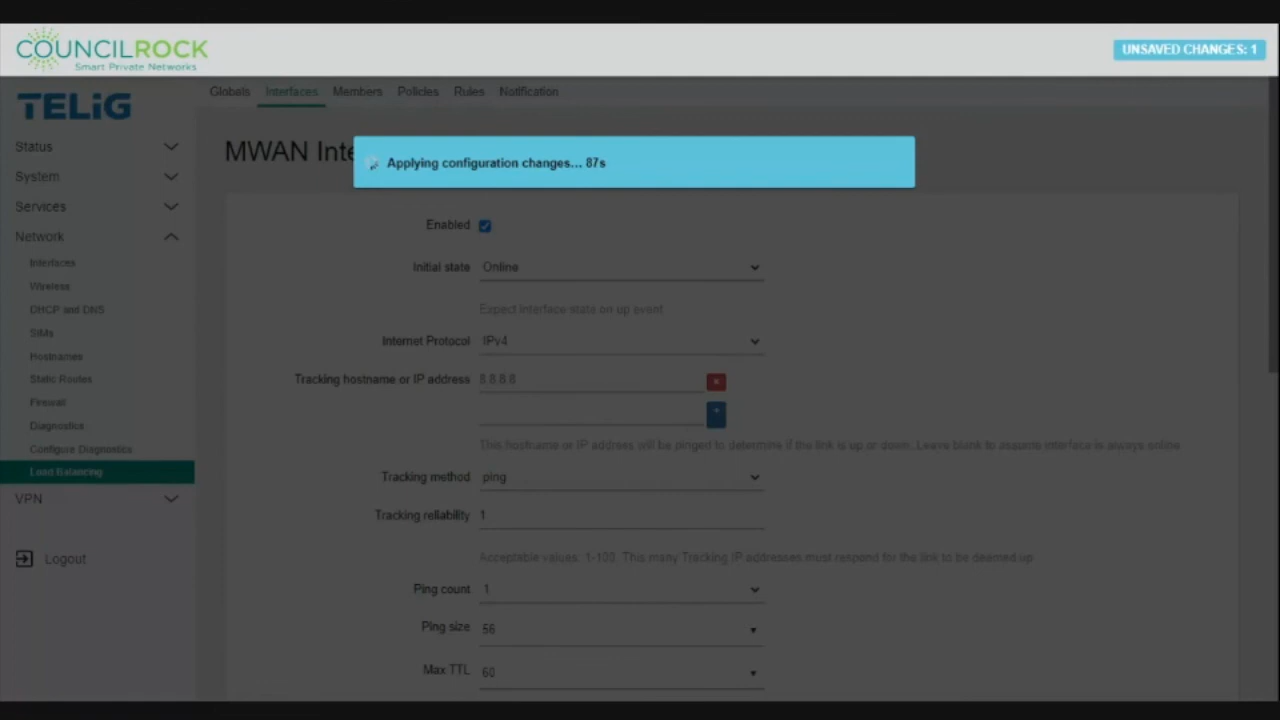 COUNCILROCK
Smart Private Networks
UNSAVED CHANGES: 1
TELiG
Globals Interfaces Members Policies Rules Notification
Status
System
Services
Network
Interfaces
Wireless
DHCP and DNS
SIMs
Hostnames
Static Routes
Firewall
Diagnostics
Configure Diagnostics
Load Balancing
VPN
Logout
MWAN Inte
Applying configuration changes... 87s
Enabled
Initial state Online
Expect interface state on up event
Internet Protocol IPv4
Tracking hostname or IP address 8.8.8.8
This hostname or IP address will be pinged to determine if the link is up or down. Leave blank to assume interface is always online
Tracking method ping
Tracking reliability 1
Acceptable values: 1-100. This many Tracking IP addresses must respond for the link to be deemed up
Ping count 1
Ping size 56
Max TTL 60